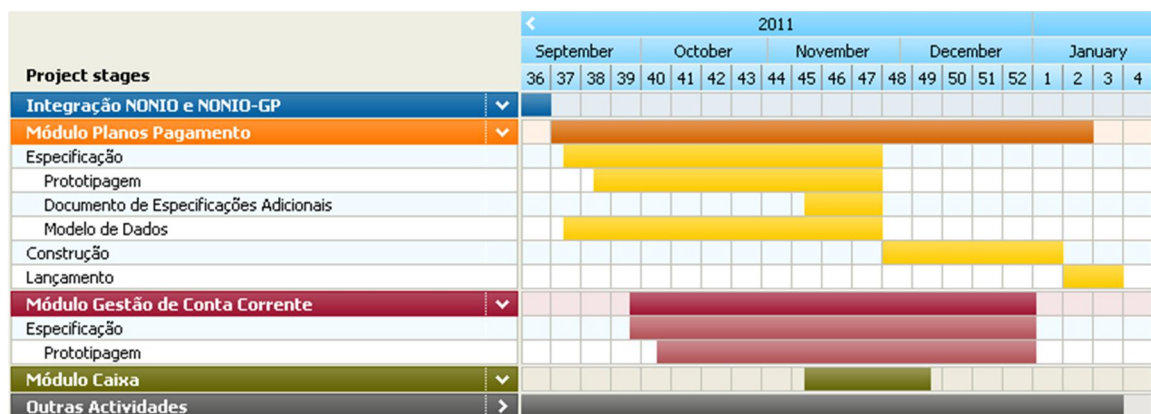 2011
September October November December January
Project stages 36 37 38 39 40 41 42 43 44 45 46 47 48 49 50 51 52 1 2 3 4
Integração NONIO e NONIO-GP
Módulo Planos Pagamento
Especificação
Prototipagem
Documento de Especificações Adicionais
Modelo de Dados
Construção
Lançamento
Módulo Gestão de Conta Corrente
Especificação
Prototipagem
Módulo Caixa
Outras Actividades